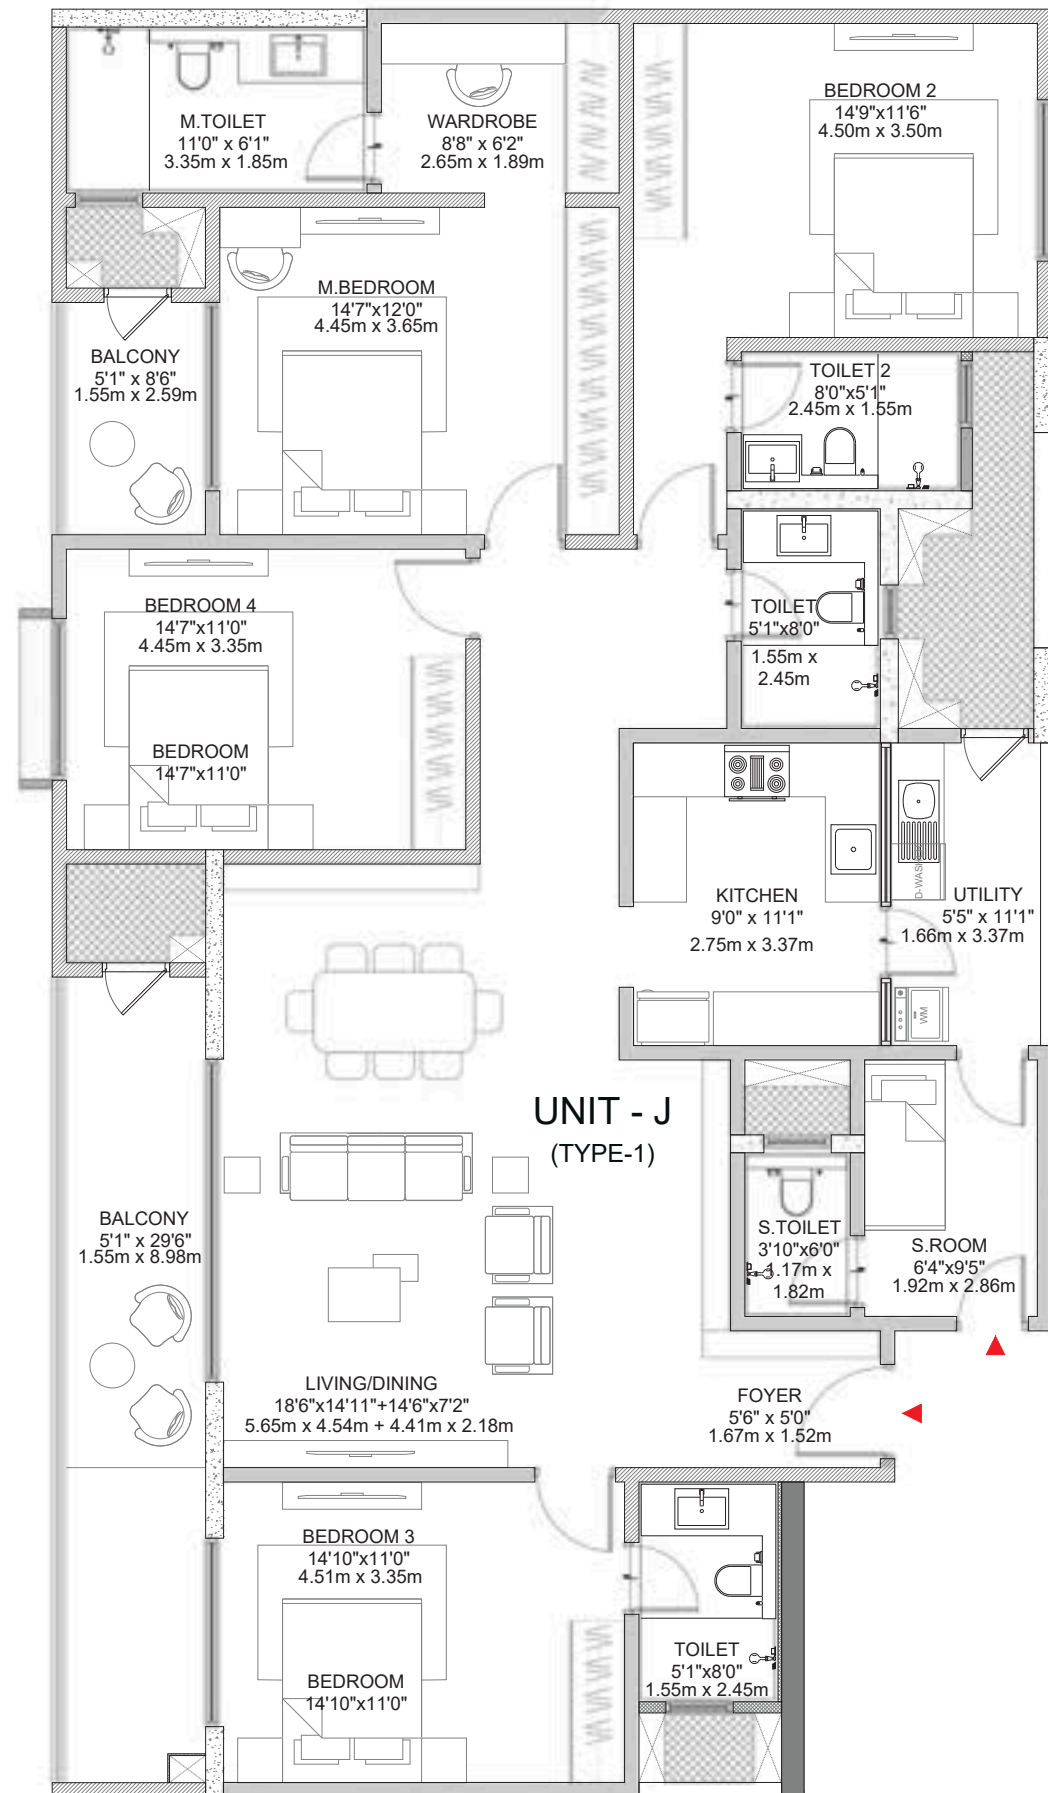 M.TOILET
11'0" x 6'1"
3.35m x 1.85m
WARDROBE
8'8" x 6'2"
2.65m x 1.89m
BEDROOM 2
14'9"x11'6"
4.50m x 3.50m
M.BEDROOM
14'7"x12'0"
4.45m x 3.65m
BALCONY
5'1" x 8'6"
1.55m x 2.59m
TOILET 2
8'0"x5'1"
2.45m x 1.55m
BEDROOM 4
14'7"x11'0"
4.45m x 3.35m
TOILET
5'1"x8'0"
1.55m x
2.45m
BEDROOM
14'7"x11'0"
KITCHEN
9'0" x 11'1"
2.75m x 3.37m
D-WASH
UTILITY
5'5" x 11'1"
1.66m x 3.37m
WM
UNIT - J
(TYPE-1)
BALCONY
5'1" x 29'6"
1.55m x 8.98m
S.TOILET
3'10"x6'0"
1.17m x
1.82m
S.ROOM
6'4"x9'5"
1.92m x 2.86m
LIVING/DINING
18'6"x14'11"+14'6"x7'2"
5.65m x 4.54m + 4.41m x 2.18m
FOYER
5'6" x 5'0"
1.67m x 1.52m
BEDROOM 3
14'10"x11'0"
4.51m x 3.35m
TOILET
5'1"x8'0"
1.55m x 2.45m
BEDROOM
14'10"x11'0"